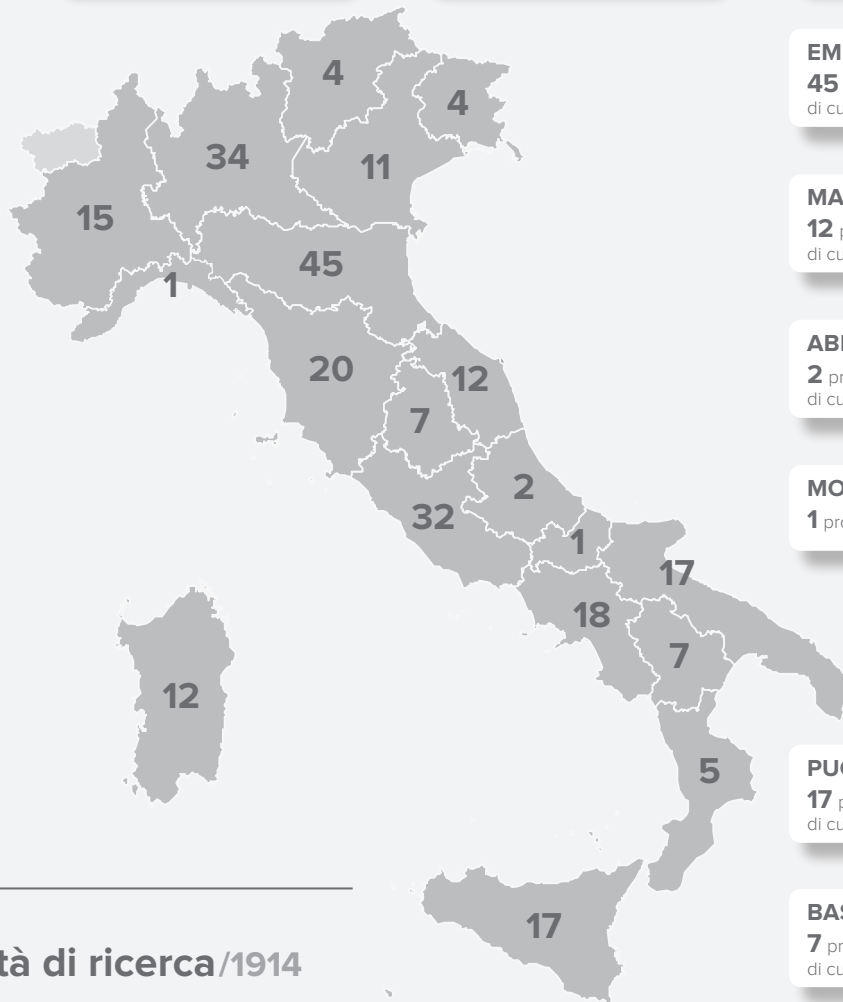 4
4
34
11
15
45
1
20
12
7
2
32
1
17
18
7
12
5
17
EM
45
di cu
MA
12 p
di cu
AB
2 pr
di cu
MO
1 pro
PU
17 p
di cu
BAS
7 pr
di cu
tà di ricerca/1914